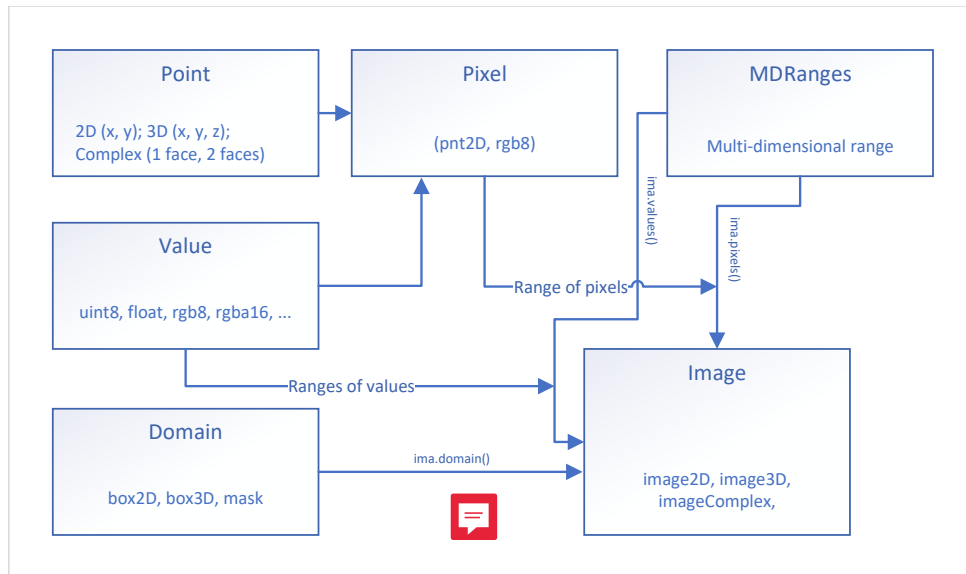 Point
2D (x, y); 3D (x, y, z);
Complex (1 face, 2 faces)
Pixel
(pnt2D, rgb8)
MDRanges
Multi-dimensional range
Value
uint8, float, rgb8, rgba16, ...
ima.values()
ima.pixels()
Range of pixels
Ranges of values
Domain
box2D, box3D, mask
ima.domain()
Image
image2D, image3D,
imageComplex,